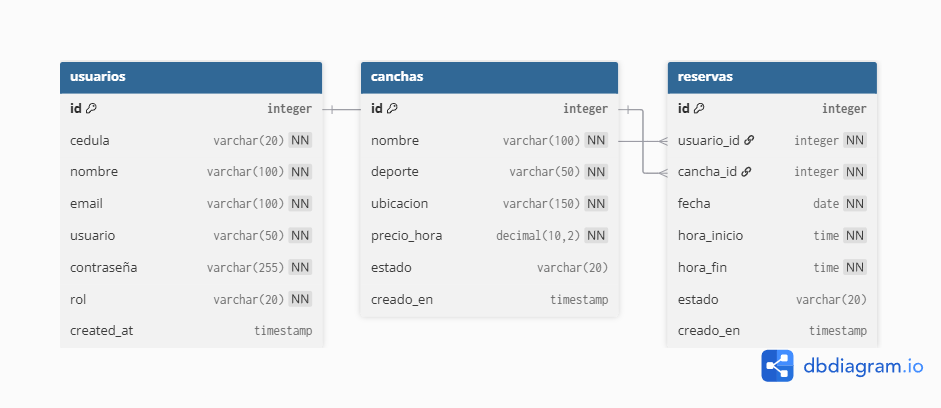 usuarios
id integer
cedula varchar(20) NN
nombre varchar(100) NN
email varchar(100) NN
usuario varchar(50) NN
contraseña varchar(255) NN
rol varchar(20) NN
created_at timestamp
canchas
id integer
nombre varchar(100) NN
deporte varchar(50) NN
ubicacion varchar(150) NN
precio_hora decimal(10,2) NN
estado varchar(20)
creado_en timestamp
reservas
id integer
usuario_id integer NN
cancha_id integer NN
fecha date NN
hora_inicio time NN
hora_fin time NN
estado varchar(20)
creado_en timestamp
dbdiagram.io